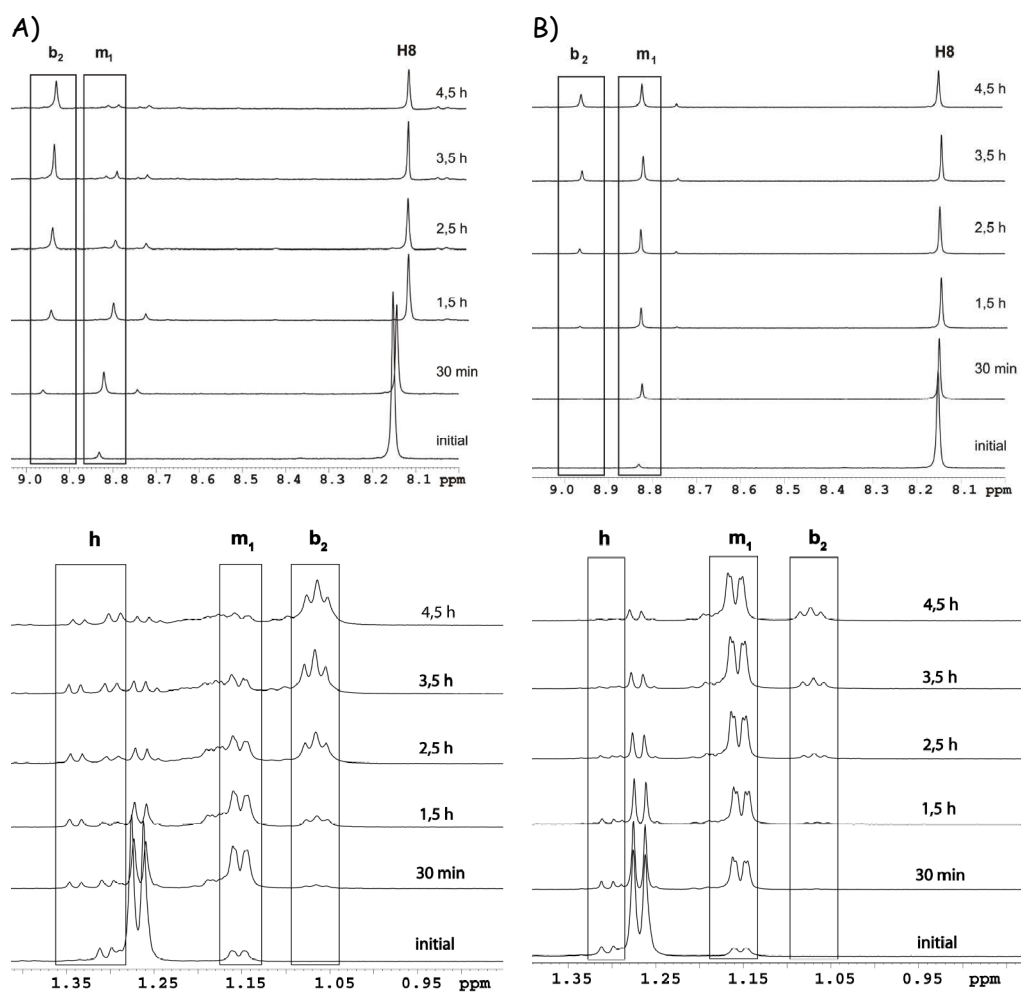 A)
b₂ m₁ H8
4,5 h
3,5 h
2,5 h
1,5 h
30 min
initial
9.0 8.9 8.8 8.7 8.6 8.5 8.4 8.3 8.2 ppm
B)
b₂ m₁ H8
4,5 h
3,5 h
2,5 h
1,5 h
30 min
initial
9.0 8.9 8.8 8.7 8.6 8.5 8.4 8.3 8.2 8.1 ppm
h m₁ b₂
4,5 h
3,5 h
2,5 h
1,5 h
30 min
initial
1.35 1.25 1.15 1.05 0.95 ppm
h m₁ b₂
4,5 h
3,5 h
2,5 h
1,5 h
30 min
initial
1.35 1.25 1.15 1.05 0.95 ppm